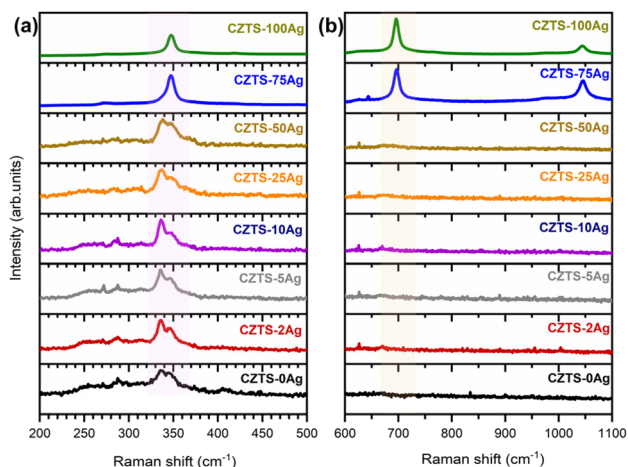 (a)
CZTS-100Ag
CZTS-75Ag
CZTS-50Ag
CZTS-25Ag
CZTS-10Ag
CZTS-5Ag
CZTS-2Ag
CZTS-0Ag
Intensity (arb.units)
200 250 300 350 400 450 500
Raman shift (cm⁻¹)
(b)
CZTS-100Ag
CZTS-75Ag
CZTS-50Ag
CZTS-25Ag
CZTS-10Ag
CZTS-5Ag
CZTS-2Ag
CZTS-0Ag
600 700 800 900 1000 1100
Raman shift (cm⁻¹)